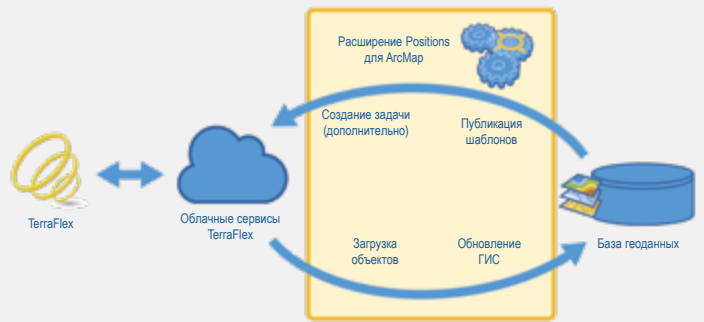 Расширение Positions
для ArcMap
Создание задачи
(дополнительно)
Публикация
шаблонов
TerraFlex
Облачные сервисы
TerraFlex
Загрузка
объектов
Обновление
ГИС
База геоданных